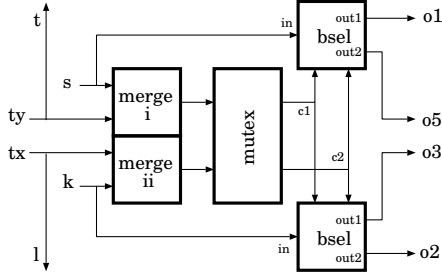 t
in
out1
o1
bsel
out2
s
merge
i
mutex
c1
ty
o5
tx
merge
ii
c2
o3
k
l
in
out1
bsel
out2
o2